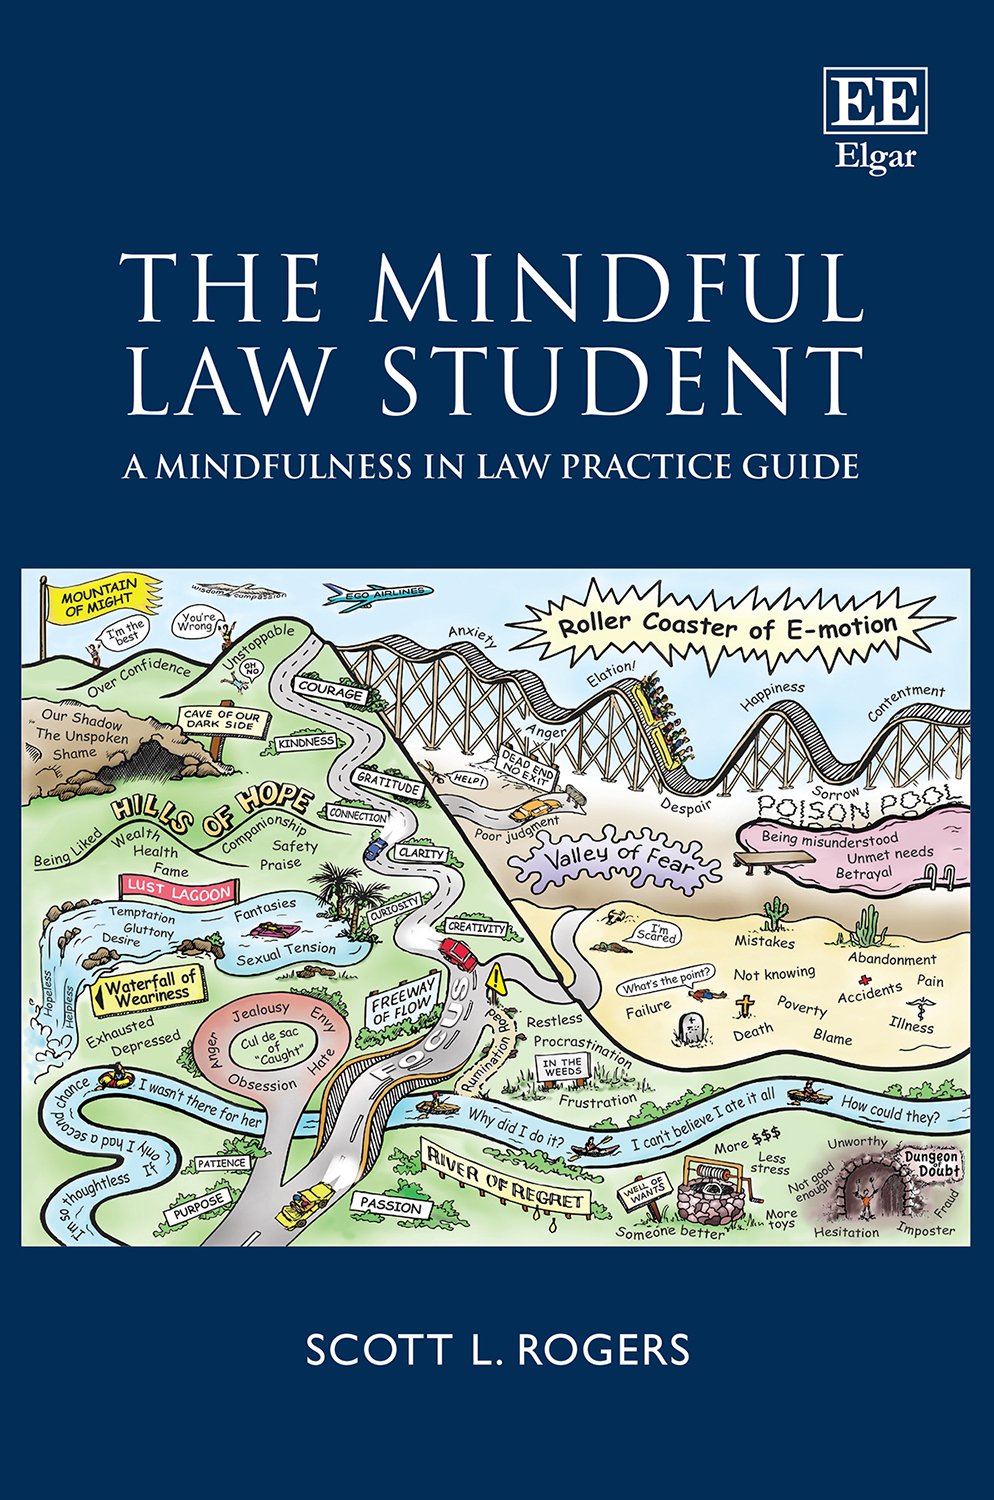 EE
Elgar
THE MINDFUL
LAW STUDENT
A MINDFULNESS IN LAW PRACTICE GUIDE
MOUNTAIN
OF MIGHT
wisdom & compassion
EGO AIRLINES
I'm the
best
You're
Wrong
Over Confidence
Unstoppable
OH
NO
Roller Coaster of E-motion
Anxiety
Elation!
Anger
Despair
Happiness
Sorrow
Contentment
COURAGE
KINDNESS
GRATITUDE
CONNECTION
CLARITY
CURIOSITY
CREATIVITY
CAVE OF OUR
DARK SIDE
Our Shadow
The Unspoken
Shame
HILLS OF HOPE
Being Liked
Wealth
Health
Fame
Companionship
Safety
Praise
DEAD END
NO EXIT
HELP!
Poor judgment
POISON POOL
Being misunderstood
Unmet needs
Betrayal
Valley of Fear
LUST LAGOON
Temptation
Gluttony
Desire
Fantasies
Sexual Tension
Waterfall of
Weariness
Hopeless
Helpless
Exhausted
Depressed
I'm
Scared
Mistakes
Abandonment
What's the point?
Not knowing
Failure
Death
Poverty
Blame
Accidents
Pain
Illness
Jealousy
Envy
Anger
Hate
Obsession
Cul de sac
of
"Caught"
FREEWAY
OF FLOW
FOCUS
Rumination Road
Restless
Procrastination
IN THE
WEEDS
Frustration
I'm so thoughtless
If only I had a second chance
I wasn't there for her
Why did I do it?
I can't believe I ate it all
How could they?
RIVER OF REGRET
PATIENCE
PURPOSE
PASSION
WELL OF
WANTS
More $$$
Less
stress
More
toys
Someone better
Dungeon
of Doubt
Unworthy
Not good
enough
Hesitation
Imposter
Fraud
SCOTT L. ROGERS